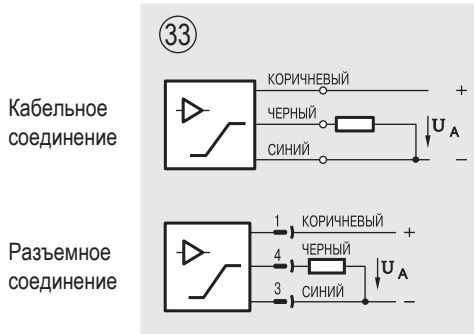 33
Кабельное
соединение
КОРИЧНЕВЫЙ
+
ЧЕРНЫЙ
U A
СИНИЙ
–
Разъемное
соединение
1 КОРИЧНЕВЫЙ
+
4 ЧЕРНЫЙ
U A
3 СИНИЙ
–